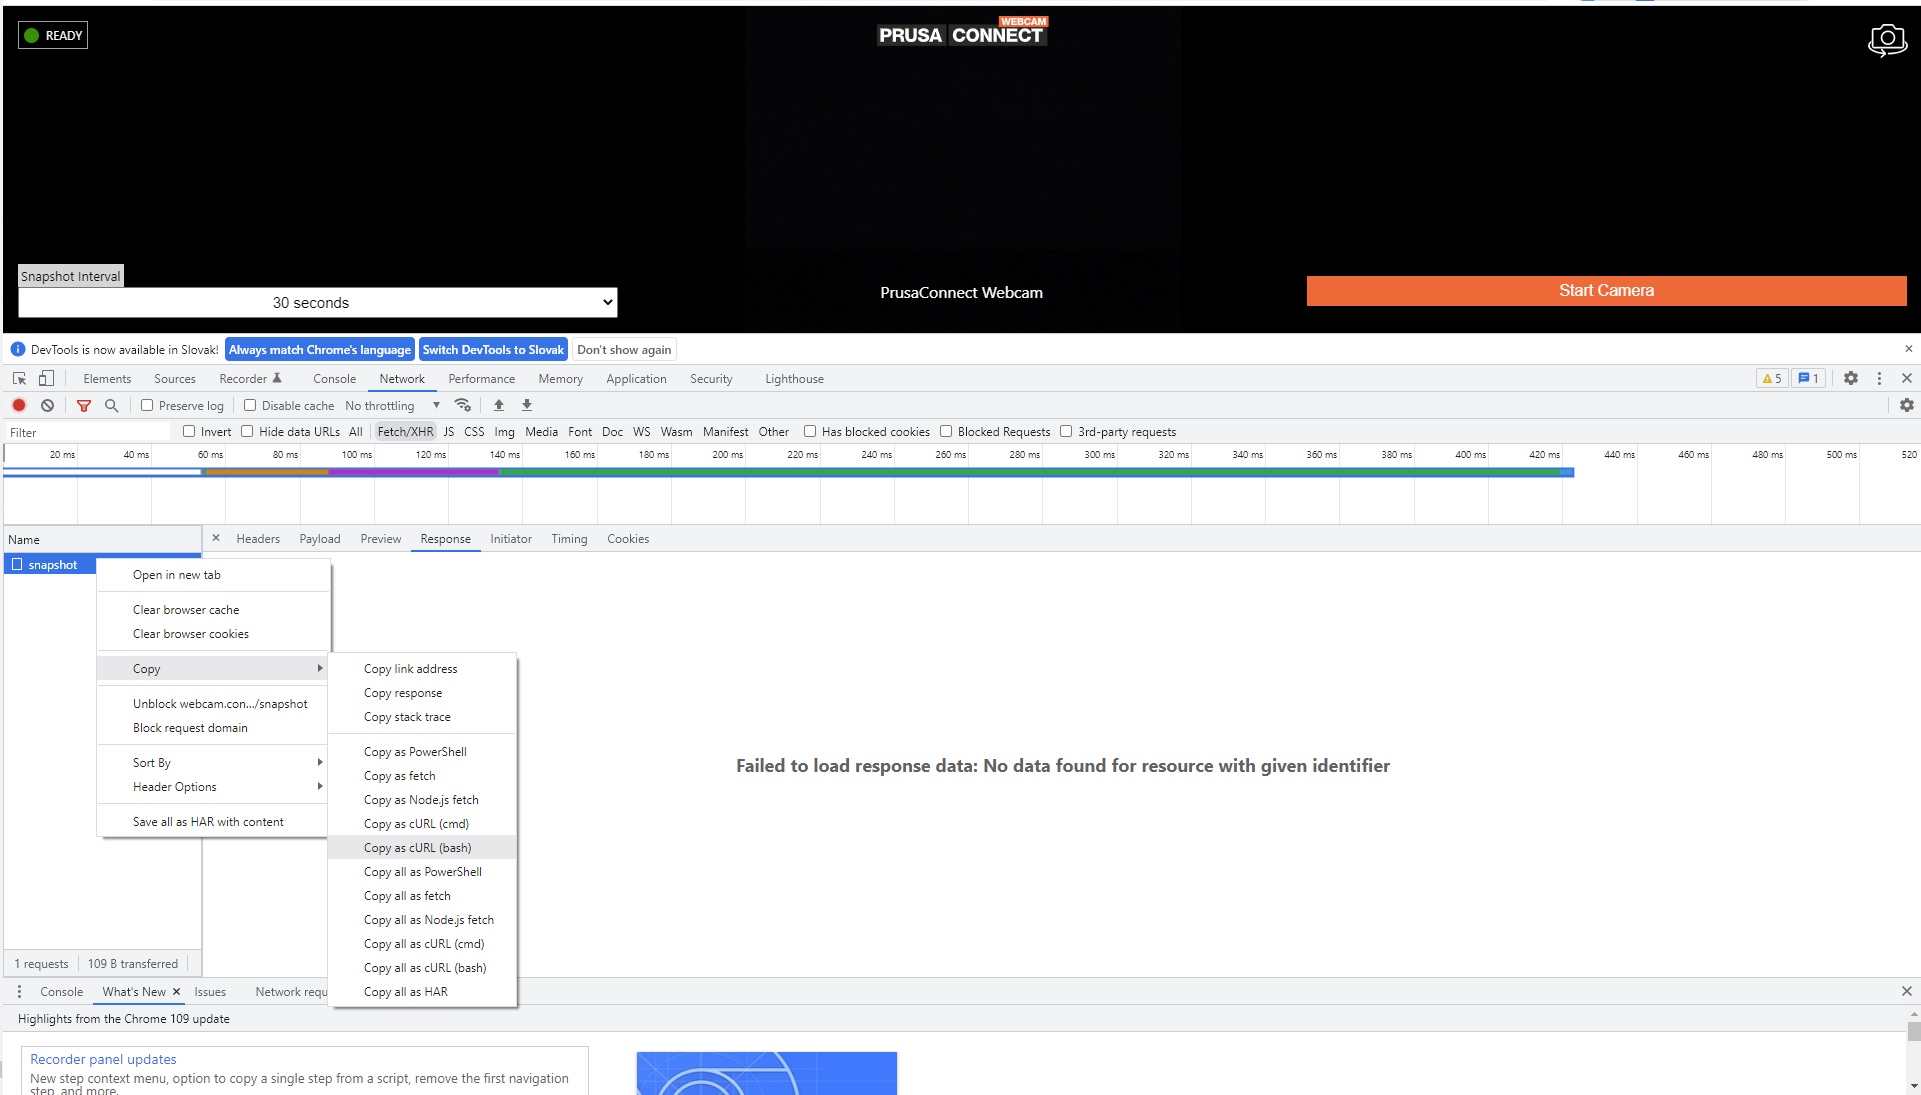 READY
WEBCAM
PRUSA CONNECT
Snapshot Interval
30 seconds
PrusaConnect Webcam
Start Camera
DevTools is now available in Slovak! Always match Chrome's language Switch DevTools to Slovak Don't show again
Elements Sources Recorder Console Network Performance Memory Application Security Lighthouse 5 1
Preserve log Disable cache No throttling
Filter Invert Hide data URLs All Fetch/XHR JS CSS Img Media Font Doc WS Wasm Manifest Other Has blocked cookies Blocked Requests 3rd-party requests
20 ms 40 ms 60 ms 80 ms 100 ms 120 ms 140 ms 160 ms 180 ms 200 ms 220 ms 240 ms 260 ms 280 ms 300 ms 320 ms 340 ms 360 ms 380 ms 400 ms 420 ms 440 ms 460 ms 480 ms 500 ms 520
Name Headers Payload Preview Response Initiator Timing Cookies
snapshot
Open in new tab
Clear browser cache
Clear browser cookies
Copy
Unblock webcam.con.../snapshot
Block request domain
Sort By
Header Options
Save all as HAR with content
Copy link address
Copy response
Copy stack trace
Copy as PowerShell
Copy as fetch
Copy as Node.js fetch
Copy as cURL (cmd)
Copy as cURL (bash)
Copy all as PowerShell
Copy all as fetch
Copy all as Node.js fetch
Copy all as cURL (cmd)
Copy all as cURL (bash)
Copy all as HAR
Failed to load response data: No data found for resource with given identifier
1 requests 109 B transferred
Console What's New Issues Network requ
Highlights from the Chrome 109 update
Recorder panel updates
New step context menu, option to copy a single step from a script, remove the first navigation
step, and more.